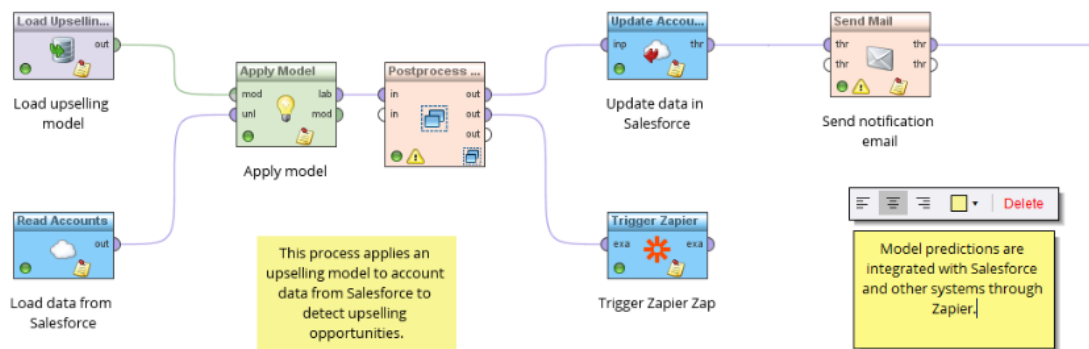 Load Upsellin...
out
Load upselling
model
Read Accounts
out
Load data from
Salesforce
Apply Model
mod lab
unl mod
Apply model
Postprocess ...
in out
in out
out
This process applies an
upselling model to account
data from Salesforce to
detect upselling
opportunities.
Update Accou...
inp thr
Update data in
Salesforce
Trigger Zapier
exa exa
Trigger Zapier Zap
Send Mail
thr thr
thr thr
Send notification
email
Delete
Model predictions are
integrated with Salesforce
and other systems through
Zapier.